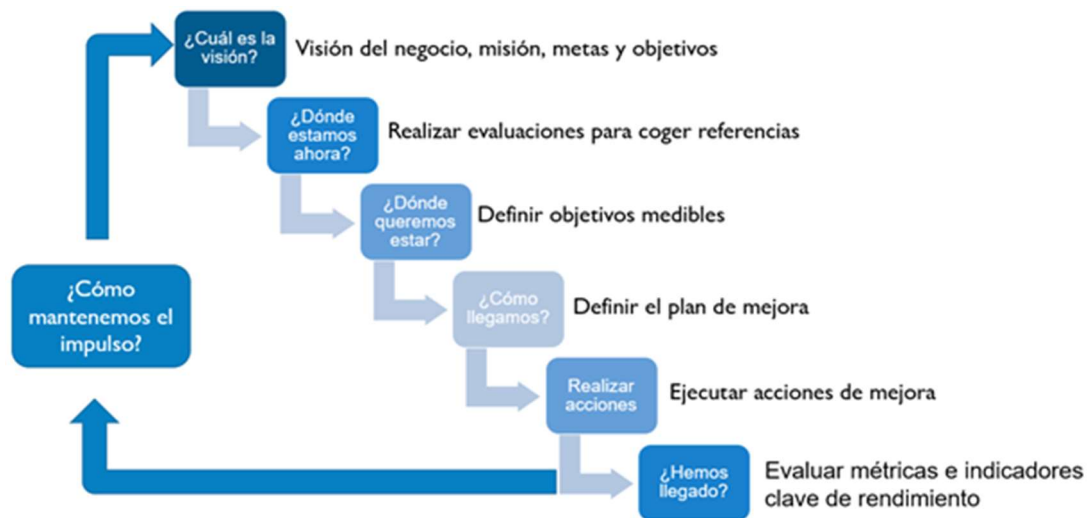 ¿Cuál es la
visión?
Visión del negocio, misión, metas y objetivos
¿Dónde
estamos
ahora?
Realizar evaluaciones para coger referencias
¿Dónde
queremos
estar?
Definir objetivos medibles
¿Cómo
llegamos?
Definir el plan de mejora
¿Cómo
mantenemos el
impulso?
Realizar
acciones
Ejecutar acciones de mejora
¿Hemos
llegado?
Evaluar métricas e indicadores
clave de rendimiento